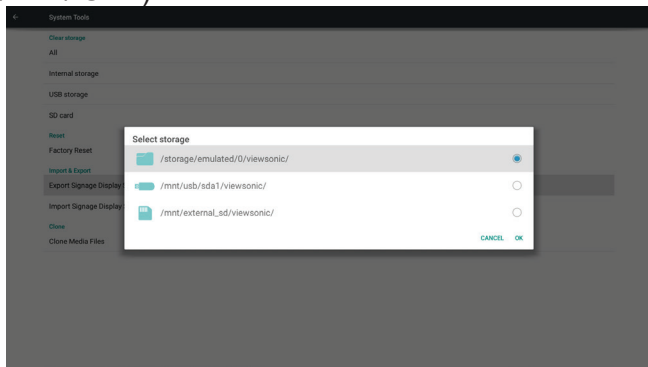 System Tools
Clear storage
All
Internal storage
USB storage
SD card
Reset
Factory Reset
Import & Export
Export Signage Display
Import Signage Display
Clone
Clone Media Files
Select storage
/storage/emulated/0/viewsonic/
/mnt/usb/sda1/viewsonic/
/mnt/external_sd/viewsonic/
CANCEL OK